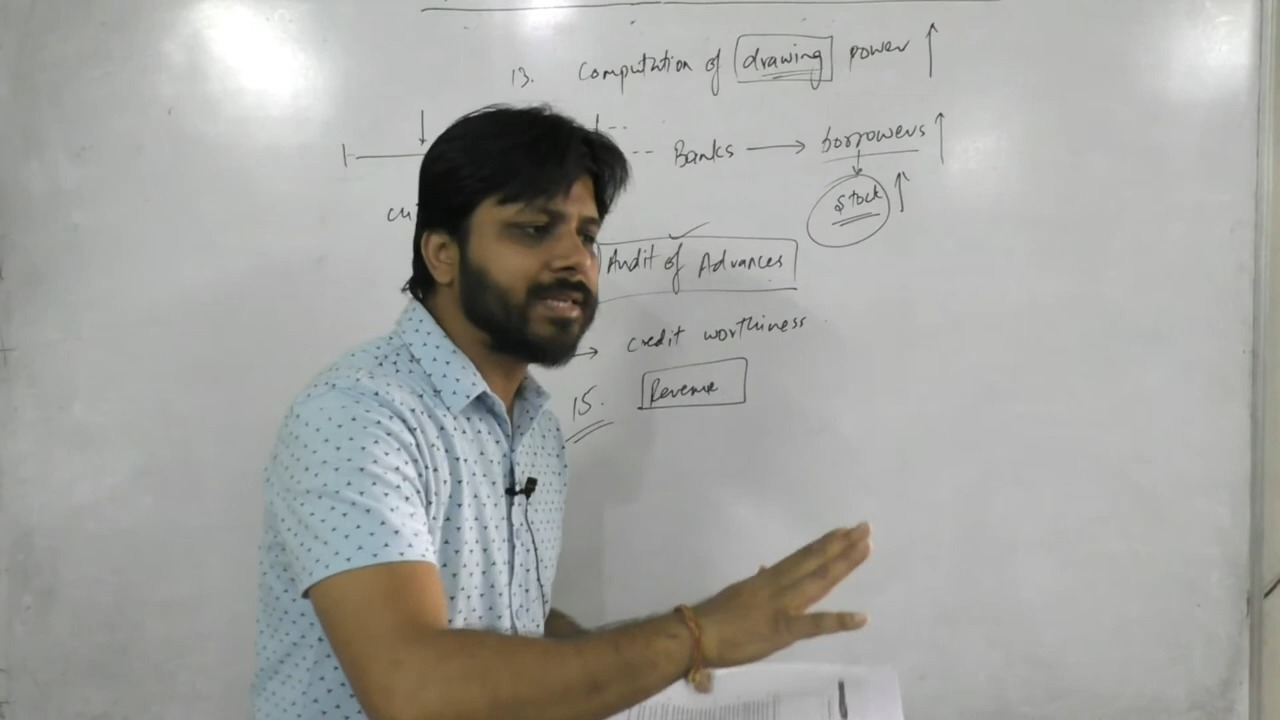 13. Computation of drawing power
Banks → borrowers
Stock
Audit of Advances
→ credit worthiness
15. Revenue